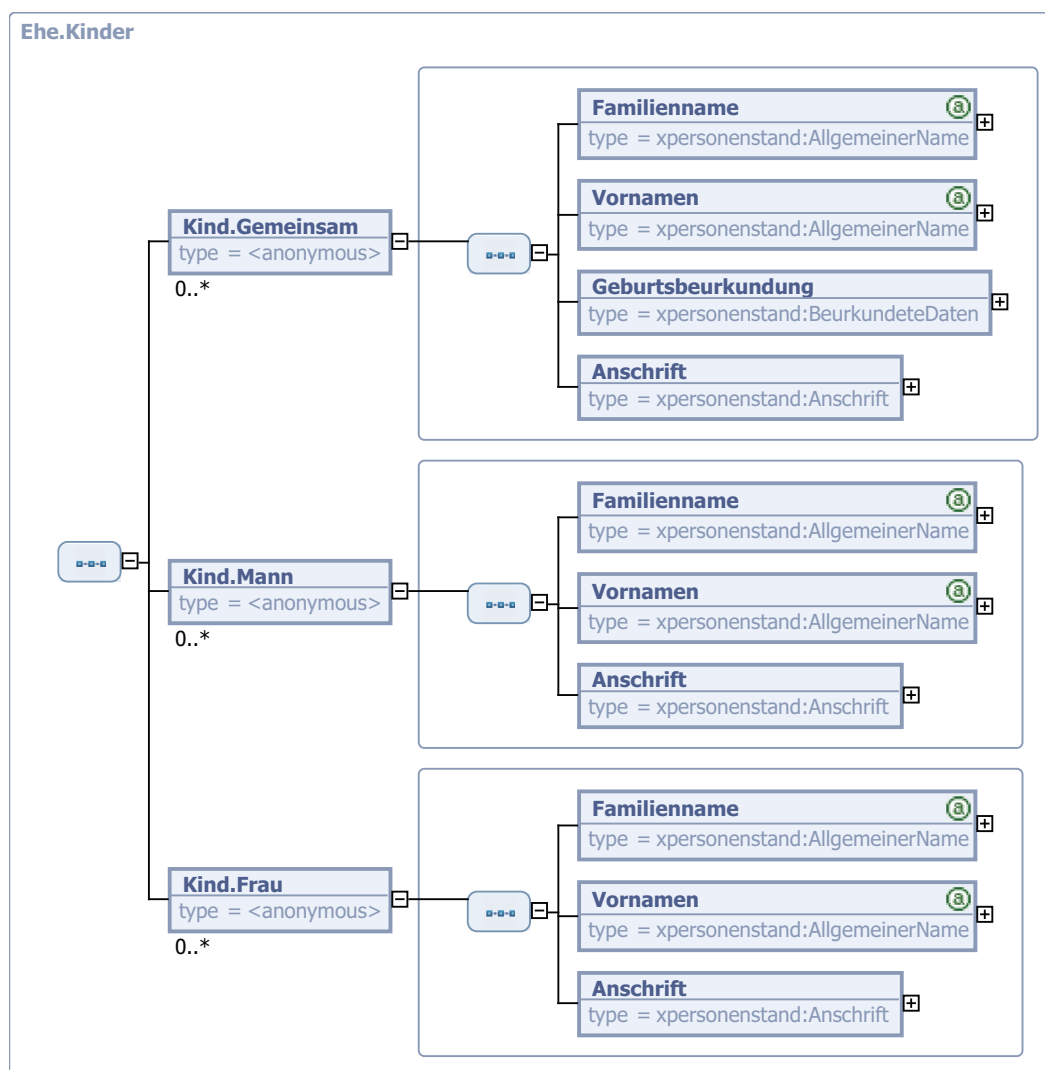 Ehe.Kinder
Kind.Gemeinsam
type = <anonymous>
0..*
Familienname
type = xpersonenstand:AllgemeinerName
Vornamen
type = xpersonenstand:AllgemeinerName
Geburtsbeurkundung
type = xpersonenstand:BeurkundeteDaten
Anschrift
type = xpersonenstand:Anschrift
Kind.Mann
type = <anonymous>
0..*
Familienname
type = xpersonenstand:AllgemeinerName
Vornamen
type = xpersonenstand:AllgemeinerName
Anschrift
type = xpersonenstand:Anschrift
Kind.Frau
type = <anonymous>
0..*
Familienname
type = xpersonenstand:AllgemeinerName
Vornamen
type = xpersonenstand:AllgemeinerName
Anschrift
type = xpersonenstand:Anschrift